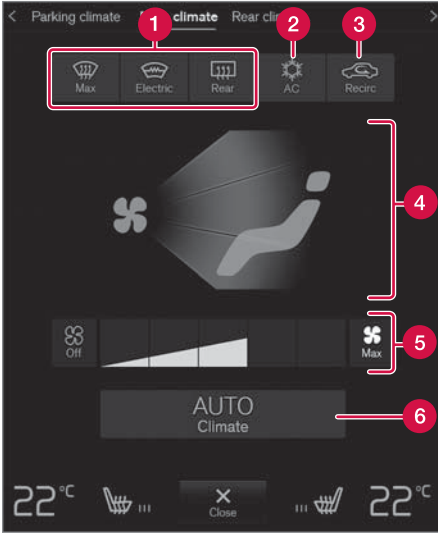 < Parking climate climate Rear >
1 2 3
Max Electric Rear AC Recirc
4
Off Max 5
AUTO 6
Climate
22°C 22°C
Close